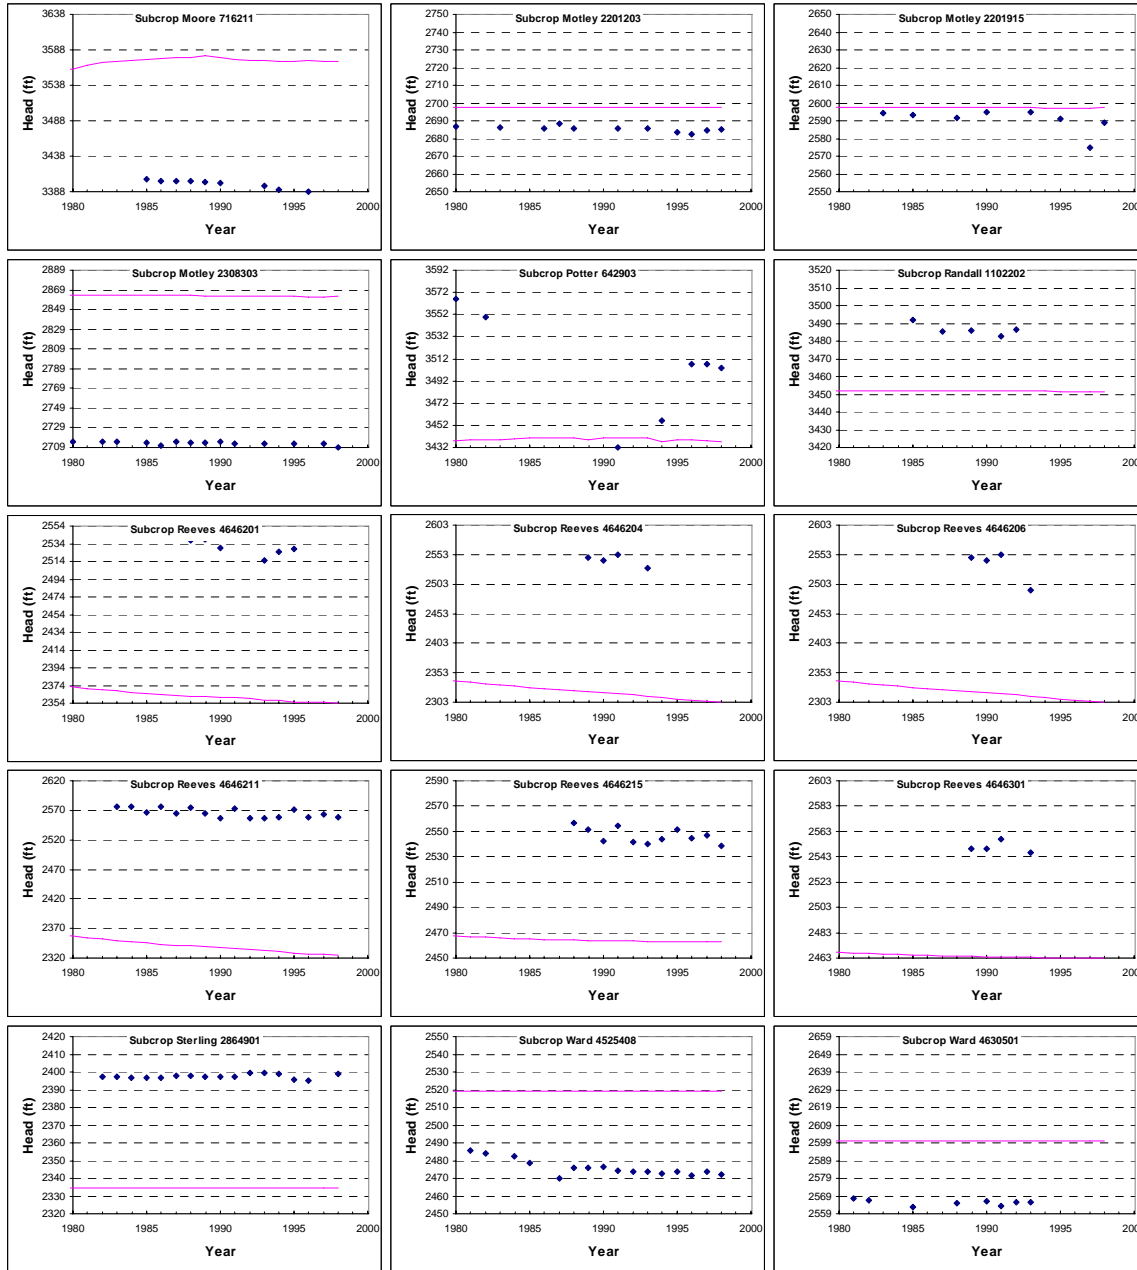 Subcrop Moore 716211
Head (ft)
3638
3588
3538
3488
3438
3388
1980 1985 1990 1995 2000
Year
Subcrop Motley 2201203
Head (ft)
2750
2740
2730
2720
2710
2700
2690
2680
2670
2660
2650
1980 1985 1990 1995 2000
Year
Subcrop Motley 2201915
Head (ft)
2650
2640
2630
2620
2610
2600
2590
2580
2570
2560
2550
1980 1985 1990 1995 200
Year
Subcrop Motley 2308303
Head (ft)
2889
2869
2849
2829
2809
2789
2769
2749
2729
2709
1980 1985 1990 1995 2000
Year
Subcrop Potter 642903
Head (ft)
3592
3572
3552
3532
3512
3492
3472
3452
3432
1980 1985 1990 1995 2000
Year
Subcrop Randall 1102202
Head (ft)
3520
3510
3500
3490
3480
3470
3460
3450
3440
3430
3420
1980 1985 1990 1995 200
Year
Subcrop Reeves 4646201
Head (ft)
2554
2534
2514
2494
2474
2454
2434
2414
2394
2374
2354
1980 1985 1990 1995 2000
Year
Subcrop Reeves 4646204
Head (ft)
2603
2553
2503
2453
2403
2353
2303
1980 1985 1990 1995 2000
Year
Subcrop Reeves 4646206
Head (ft)
2603
2553
2503
2453
2403
2353
2303
1980 1985 1990 1995 200
Year
Subcrop Reeves 4646211
Head (ft)
2620
2570
2520
2470
2420
2370
2320
1980 1985 1990 1995 2000
Year
Subcrop Reeves 4646215
Head (ft)
2590
2570
2550
2530
2510
2490
2470
2450
1980 1985 1990 1995 2000
Year
Subcrop Reeves 4646301
Head (ft)
2603
2583
2563
2543
2523
2503
2483
2463
1980 1985 1990 1995 200
Year
Subcrop Sterling 2864901
Head (ft)
2420
2410
2400
2390
2380
2370
2360
2350
2340
2330
2320
1980 1985 1990 1995 2000
Year
Subcrop Ward 4525408
Head (ft)
2550
2540
2530
2520
2510
2500
2490
2480
2470
2460
2450
1980 1985 1990 1995 2000
Year
Subcrop Ward 4630501
Head (ft)
2659
2649
2639
2629
2619
2609
2599
2589
2579
2569
2559
1980 1985 1990 1995 200
Year